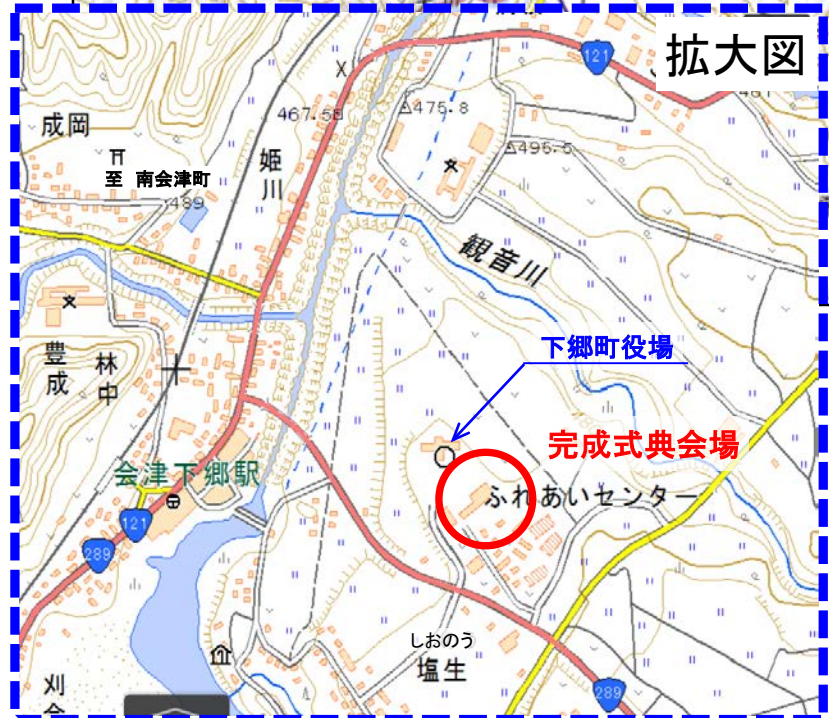 拡大図
121
467.5
475.8
495.5
成岡
至 南会津町
489
姫川
観音川
豊成
林中
下郷町役場
完成式典会場
ふれあいセンター
会津下郷駅
121
289
しおのう
塩生
289